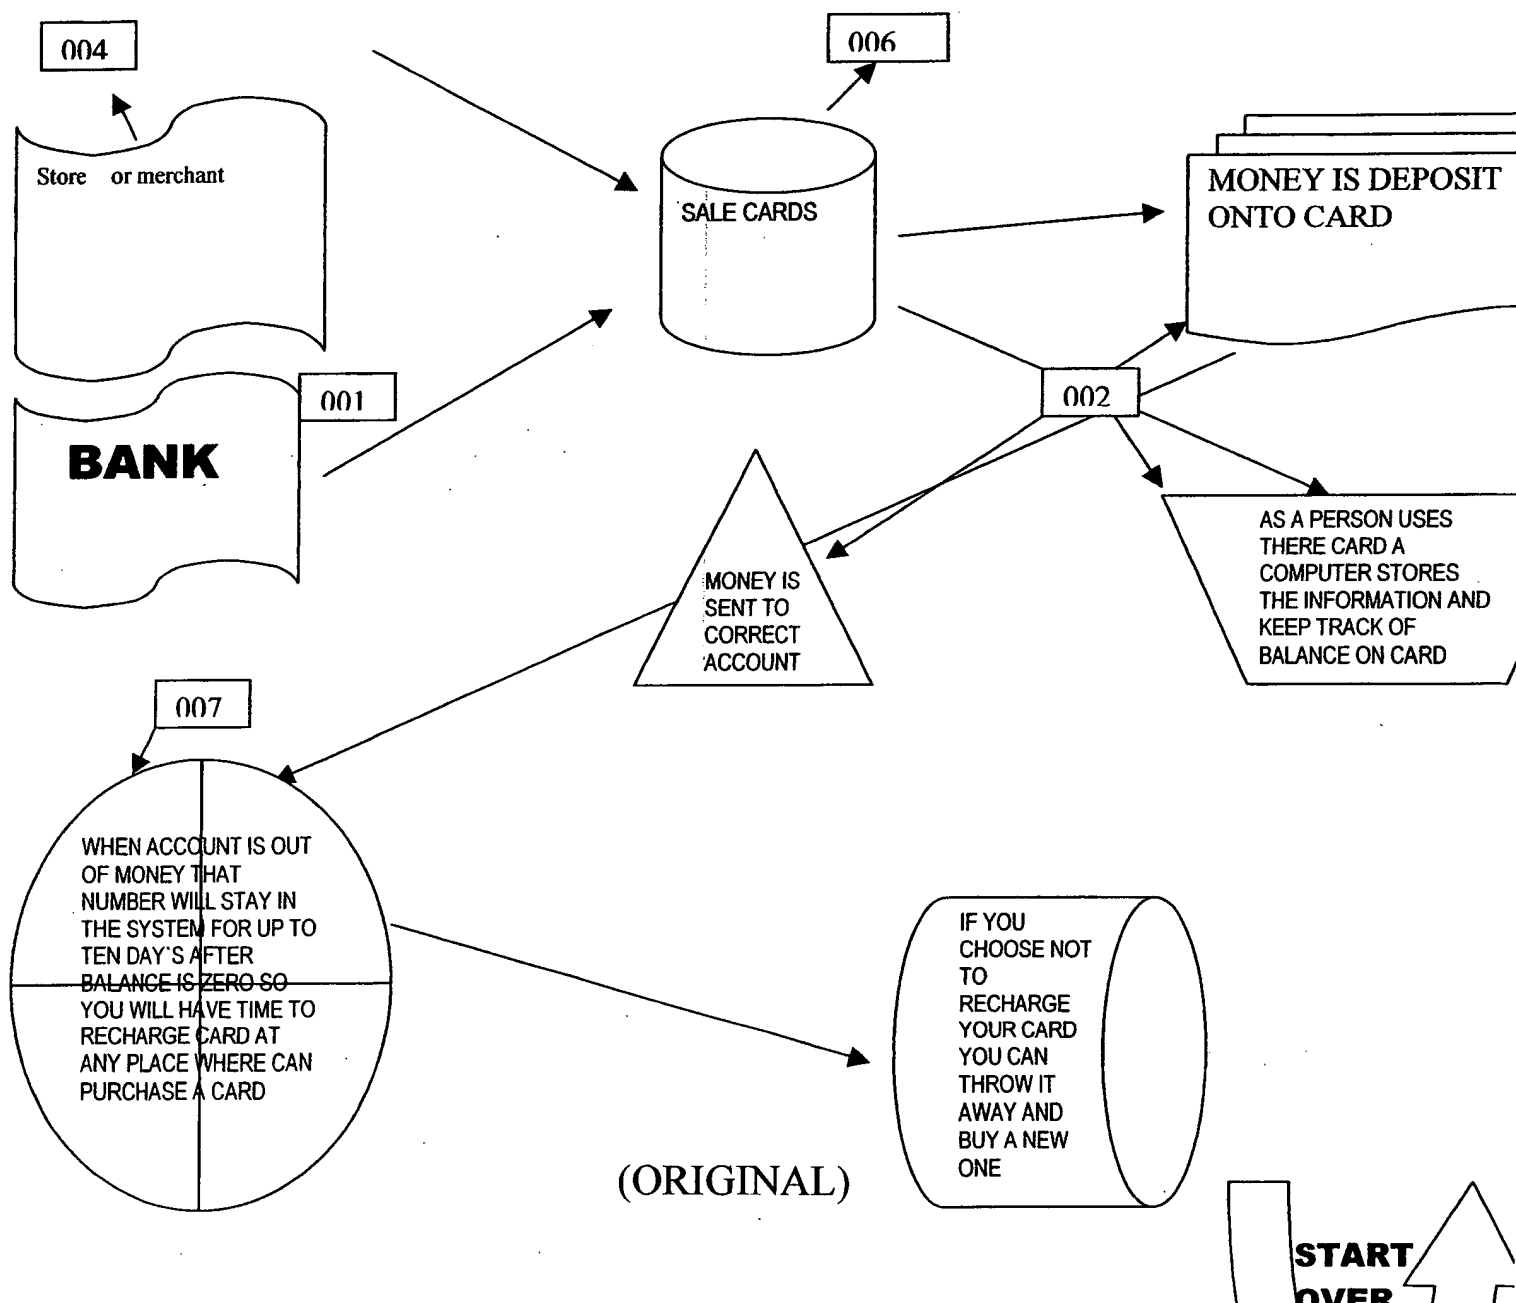 004
006
Store or merchant
SALE CARDS
MONEY IS DEPOSIT
ONTO CARD
001
BANK
002
MONEY IS
SENT TO
CORRECT
ACCOUNT
AS A PERSON USES
THERE CARD A
COMPUTER STORES
THE INFORMATION AND
KEEP TRACK OF
BALANCE ON CARD
007
WHEN ACCOUNT IS OUT
OF MONEY THAT
NUMBER WILL STAY IN
THE SYSTEM FOR UP TO
TEN DAY'S AFTER
BALANCE IS ZERO SO
YOU WILL HAVE TIME TO
RECHARGE CARD AT
ANY PLACE WHERE CAN
PURCHASE A CARD
IF YOU
CHOOSE NOT
TO
RECHARGE
YOUR CARD
YOU CAN
THROW IT
AWAY AND
BUY A NEW
ONE
(ORIGINAL)
START
OVER